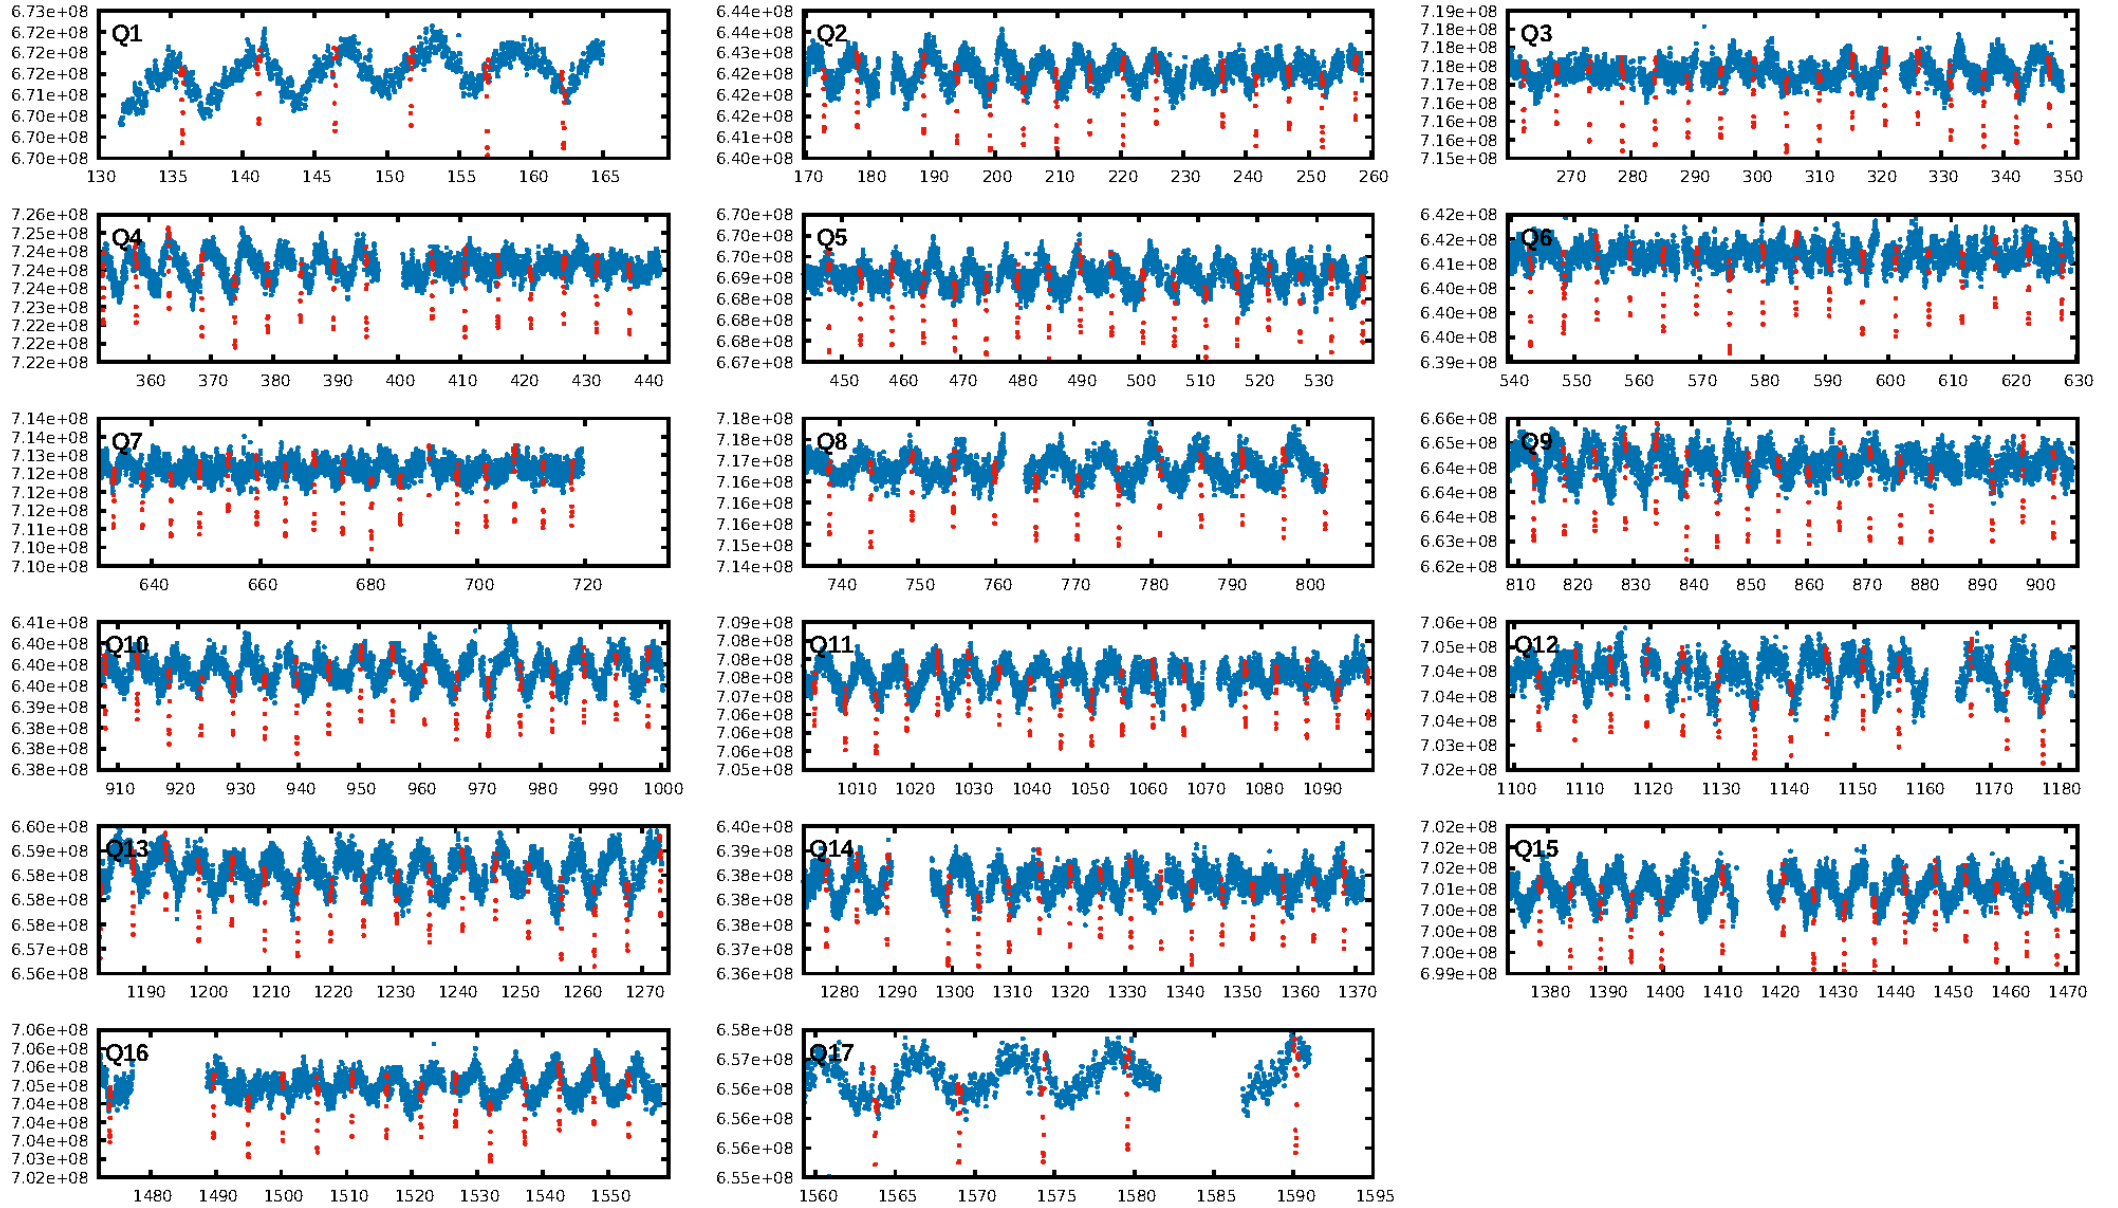 6.73e+08 6.72e+08 6.72e+08 6.72e+08 6.71e+08 6.70e+08 6.70e+08 6.70e+08
Q1
130 135 140 145 150 155 160 165
6.44e+08 6.44e+08 6.43e+08 6.42e+08 6.42e+08 6.42e+08 6.41e+08 6.40e+08
Q2
170 180 190 200 210 220 230 240 250 260
7.19e+08 7.18e+08 7.18e+08 7.18e+08 7.17e+08 7.16e+08 7.16e+08 7.16e+08 7.15e+08
Q3
270 280 290 300 310 320 330 340 350
7.26e+08 7.25e+08 7.24e+08 7.24e+08 7.24e+08 7.23e+08 7.22e+08 7.22e+08 7.22e+08
Q4
360 370 380 390 400 410 420 430 440
6.70e+08 6.70e+08 6.70e+08 6.69e+08 6.68e+08 6.68e+08 6.68e+08 6.67e+08
Q5
450 460 470 480 490 500 510 520 530
6.42e+08 6.42e+08 6.41e+08 6.40e+08 6.40e+08 6.40e+08 6.39e+08
Q6
540 550 560 570 580 590 600 610 620 630
7.14e+08 7.14e+08 7.13e+08 7.12e+08 7.12e+08 7.12e+08 7.11e+08 7.10e+08 7.10e+08
Q7
640 660 680 700 720
7.18e+08 7.18e+08 7.17e+08 7.16e+08 7.16e+08 7.16e+08 7.15e+08 7.14e+08
Q8
740 750 760 770 780 790 800
6.66e+08 6.65e+08 6.64e+08 6.64e+08 6.64e+08 6.63e+08 6.62e+08
Q9
810 820 830 840 850 860 870 880 890 900
6.41e+08 6.40e+08 6.40e+08 6.40e+08 6.39e+08 6.38e+08 6.38e+08 6.38e+08
Q10
910 920 930 940 950 960 970 980 990 1000
7.09e+08 7.08e+08 7.08e+08 7.08e+08 7.07e+08 7.06e+08 7.06e+08 7.06e+08 7.05e+08
Q11
1010 1020 1030 1040 1050 1060 1070 1080 1090
7.06e+08 7.05e+08 7.04e+08 7.04e+08 7.04e+08 7.03e+08 7.02e+08
Q12
1100 1110 1120 1130 1140 1150 1160 1170 1180
6.60e+08 6.59e+08 6.58e+08 6.58e+08 6.58e+08 6.57e+08 6.56e+08
Q13
1190 1200 1210 1220 1230 1240 1250 1260 1270
6.40e+08 6.39e+08 6.38e+08 6.38e+08 6.38e+08 6.37e+08 6.36e+08
Q14
1280 1290 1300 1310 1320 1330 1340 1350 1360 1370
7.02e+08 7.02e+08 7.02e+08 7.01e+08 7.00e+08 7.00e+08 7.00e+08 6.99e+08
Q15
1380 1390 1400 1410 1420 1430 1440 1450 1460 1470
7.06e+08 7.06e+08 7.06e+08 7.05e+08 7.04e+08 7.04e+08 7.04e+08 7.03e+08 7.02e+08
Q16
1480 1490 1500 1510 1520 1530 1540 1550
6.58e+08 6.57e+08 6.56e+08 6.56e+08 6.56e+08 6.55e+08
Q17
1560 1565 1570 1575 1580 1585 1590 1595